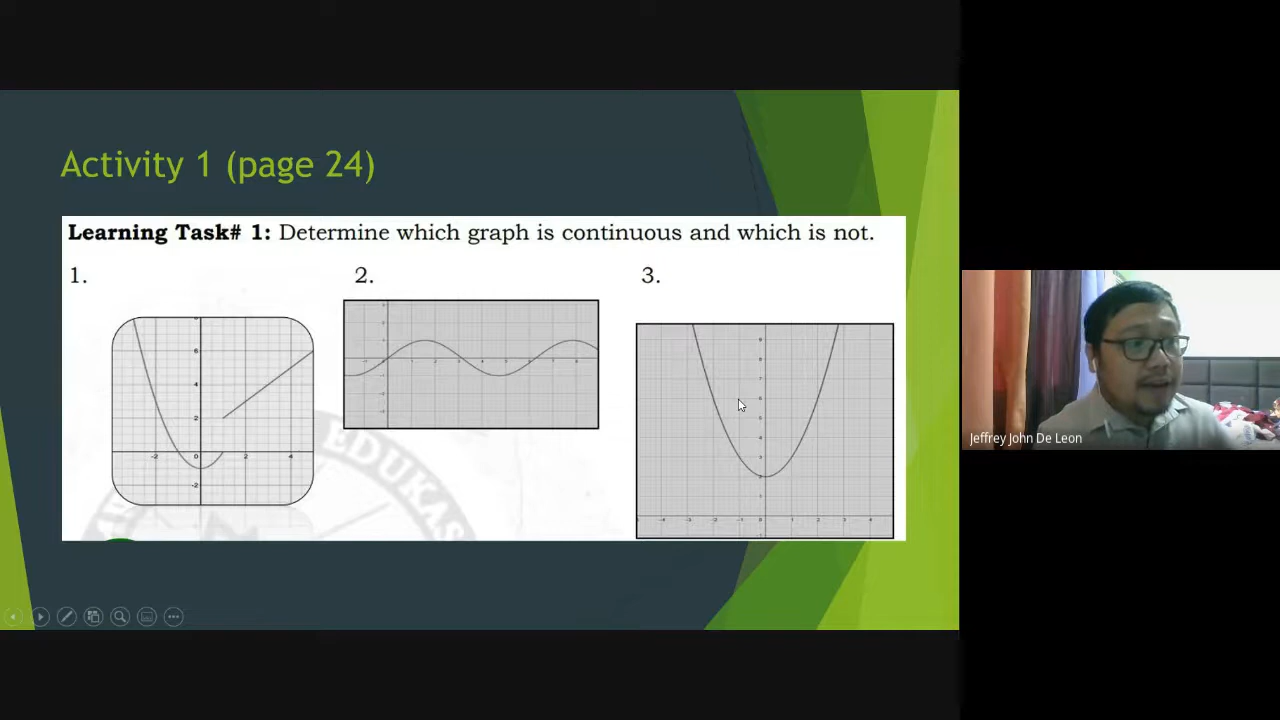 Activity 1 (page 24)
Learning Task# 1: Determine which graph is continuous and which is not.
1.
2.
3.
EDUKAS
Jeffrey John De Leon